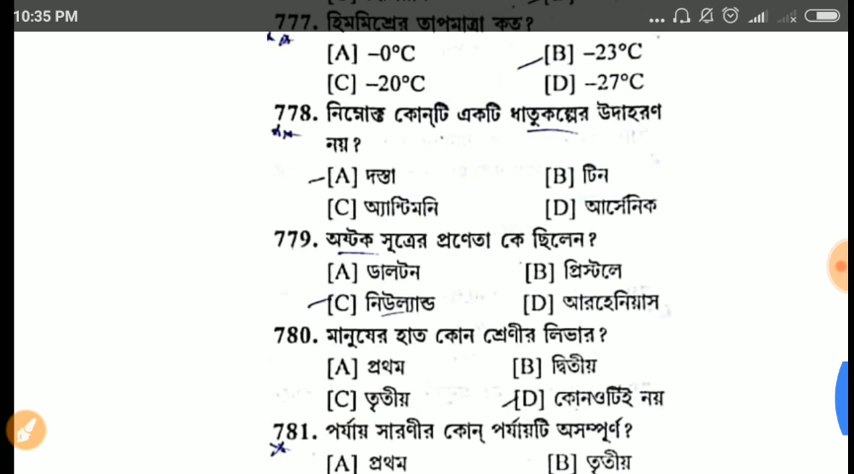 10:35 PM
777. হিমমিশ্রের তাপমাত্রা কত?
[A] –0°C [B] –23°C
[C] –20°C [D] –27°C
778. নিম্নোক্ত কোন্‌টি একটি ধাতুকল্পের উদাহরণ
নয়?
[A] দস্তা [B] টিন
[C] অ্যান্টিমনি [D] আর্সেনিক
779. অষ্টক সূত্রের প্রণেতা কে ছিলেন?
[A] ডালটন [B] প্রিস্টলে
[C] নিউল্যান্ড [D] আরহেনিয়াস
780. মানুষের হাত কোন শ্রেণীর লিভার?
[A] প্রথম [B] দ্বিতীয়
[C] তৃতীয় [D] কোনওটিই নয়
781. পর্যায় সারণীর কোন্ পর্যায়টি অসম্পূর্ণ?
[A] প্রথম [B] তৃতীয়